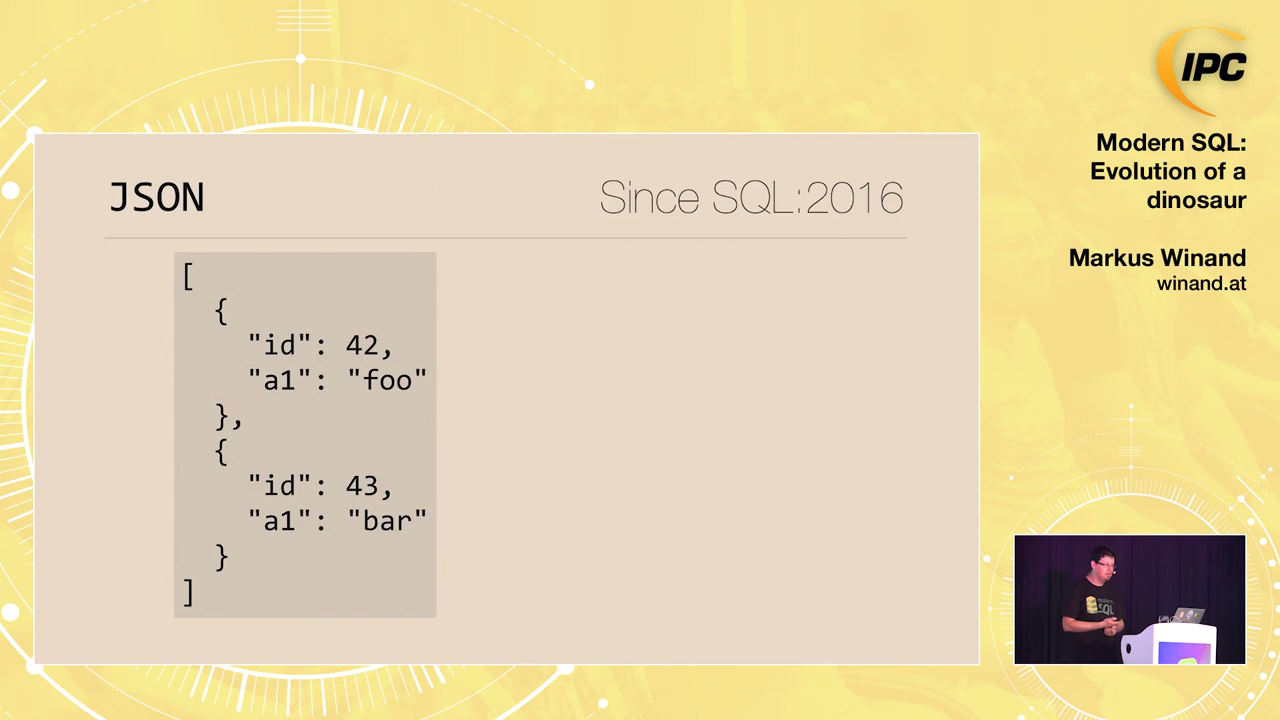 IPC
Modern SQL:
Evolution of a
dinosaur
Markus Winand
winand.at
JSON
Since SQL:2016
[
{
"id": 42,
"a1": "foo"
},
{
"id": 43,
"a1": "bar"
}
]
SQL